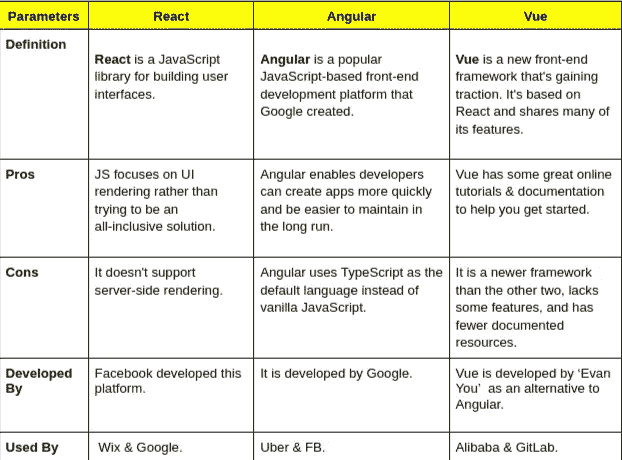 Parameters React Angular Vue
Definition
React is a JavaScript
library for building user
interfaces.
Angular is a popular
JavaScript-based front-end
development platform that
Google created.
Vue is a new front-end
framework that's gaining
traction. It's based on
React and shares many of
its features.
Pros
JS focuses on UI
rendering rather than
trying to be an
all-inclusive solution.
Angular enables developers
can create apps more quickly
and be easier to maintain in
the long run.
Vue has some great online
tutorials & documentation
to help you get started.
Cons
It doesn't support
server-side rendering.
Angular uses TypeScript as the
default language instead of
vanilla JavaScript.
It is a newer framework
than the other two, lacks
some features, and has
fewer documented
resources.
Developed
By
Facebook developed this
platform.
It is developed by Google.
Vue is developed by ‘Evan
You’  as an alternative to
Angular.
Used By
Wix & Google.
Uber & FB.
Alibaba & GitLab.